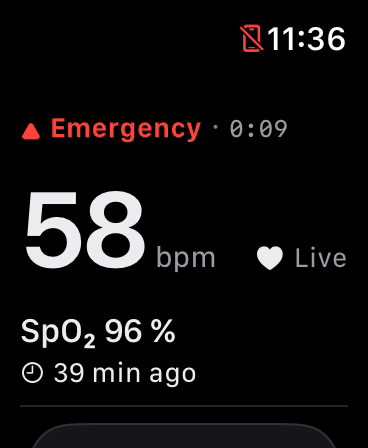 11:36
Emergency · 0:09
58 bpm Live
SpO₂ 96 %
39 min ago